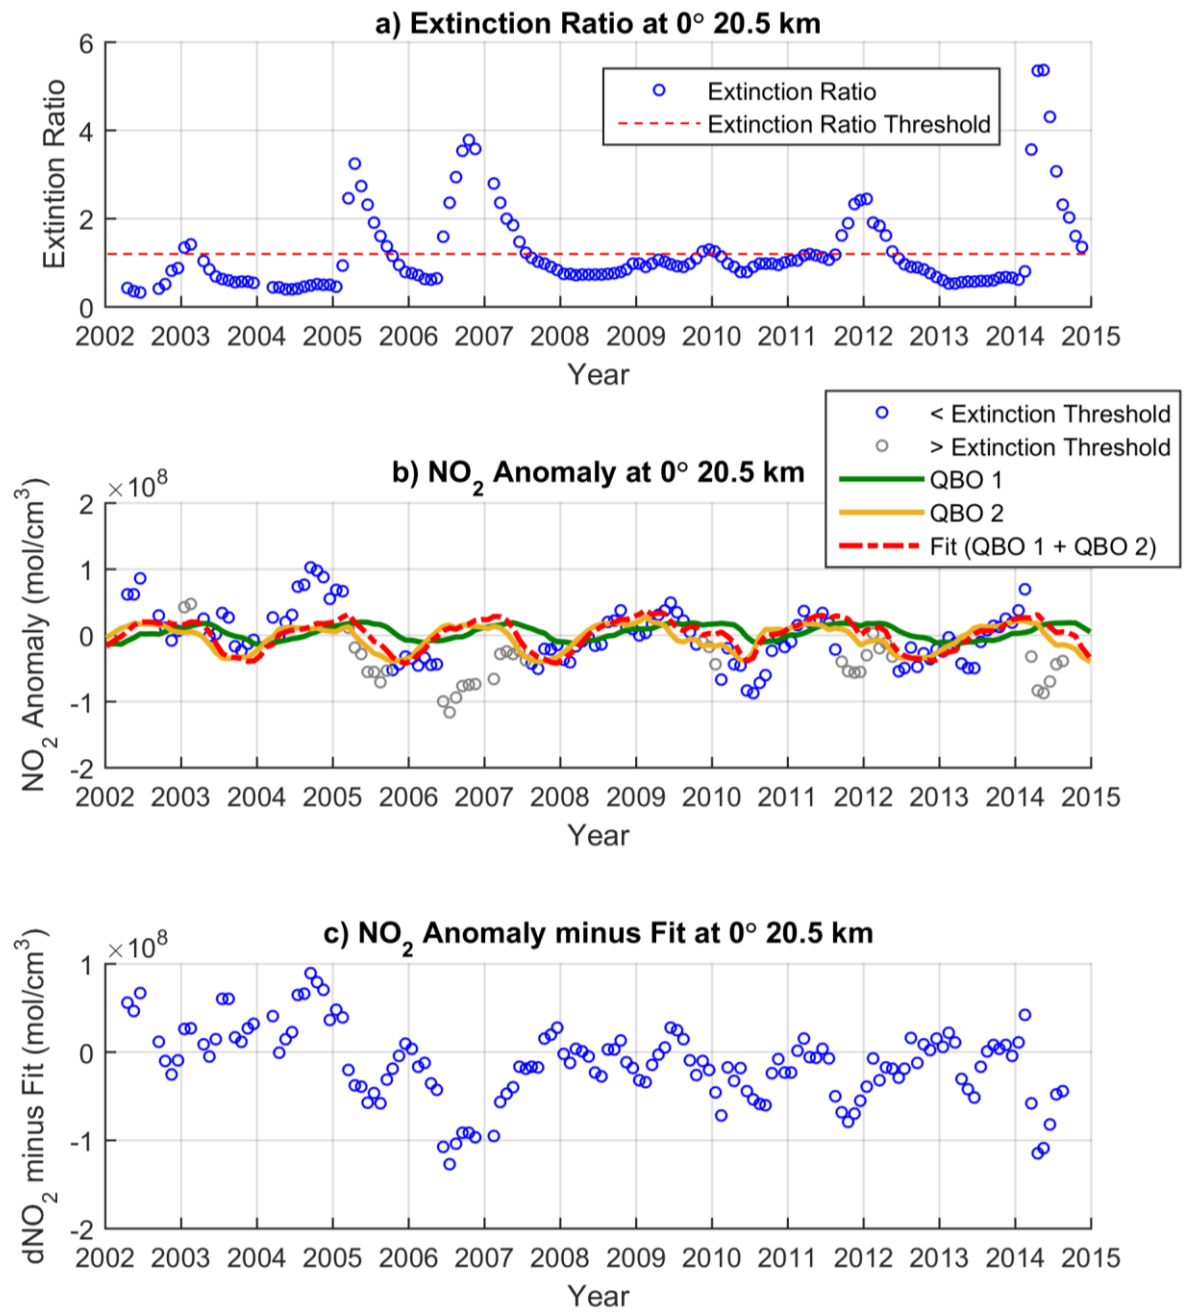 a) Extinction Ratio at 0° 20.5 km
6
4
2
0
Extintion Ratio
Extinction Ratio
Extinction Ratio Threshold
2002 2003 2004 2005 2006 2007 2008 2009 2010 2011 2012 2013 2014 2015
Year
< Extinction Threshold
> Extinction Threshold
QBO 1
QBO 2
Fit (QBO 1 + QBO 2)
b) NO₂ Anomaly at 0° 20.5 km
×10⁸
2
1
0
-1
-2
NO₂ Anomaly (mol/cm³)
2002 2003 2004 2005 2006 2007 2008 2009 2010 2011 2012 2013 2014 2015
Year
c) NO₂ Anomaly minus Fit at 0° 20.5 km
×10⁸
1
0
-1
-2
dNO₂ minus Fit (mol/cm³)
2002 2003 2004 2005 2006 2007 2008 2009 2010 2011 2012 2013 2014 2015
Year